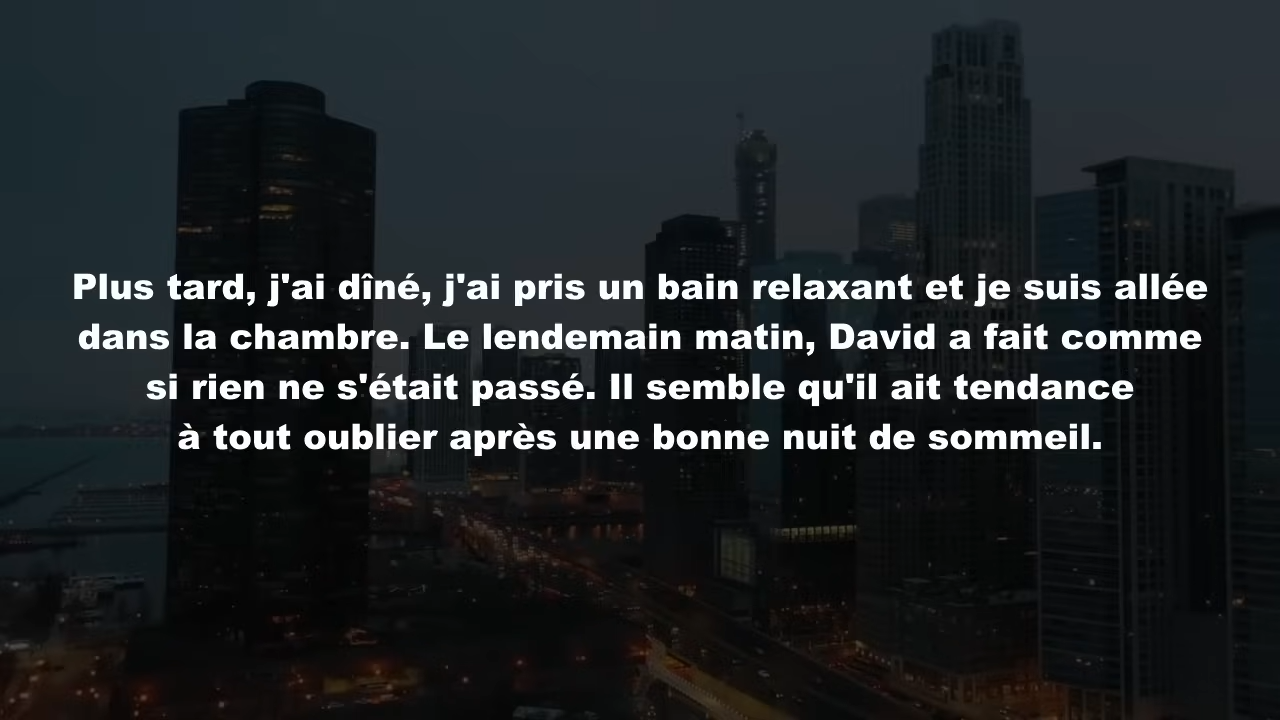 Plus tard, j'ai dîné, j'ai pris un bain relaxant et je suis allée
dans la chambre. Le lendemain matin, David a fait comme
si rien ne s'était passé. Il semble qu'il ait tendance
à tout oublier après une bonne nuit de sommeil.